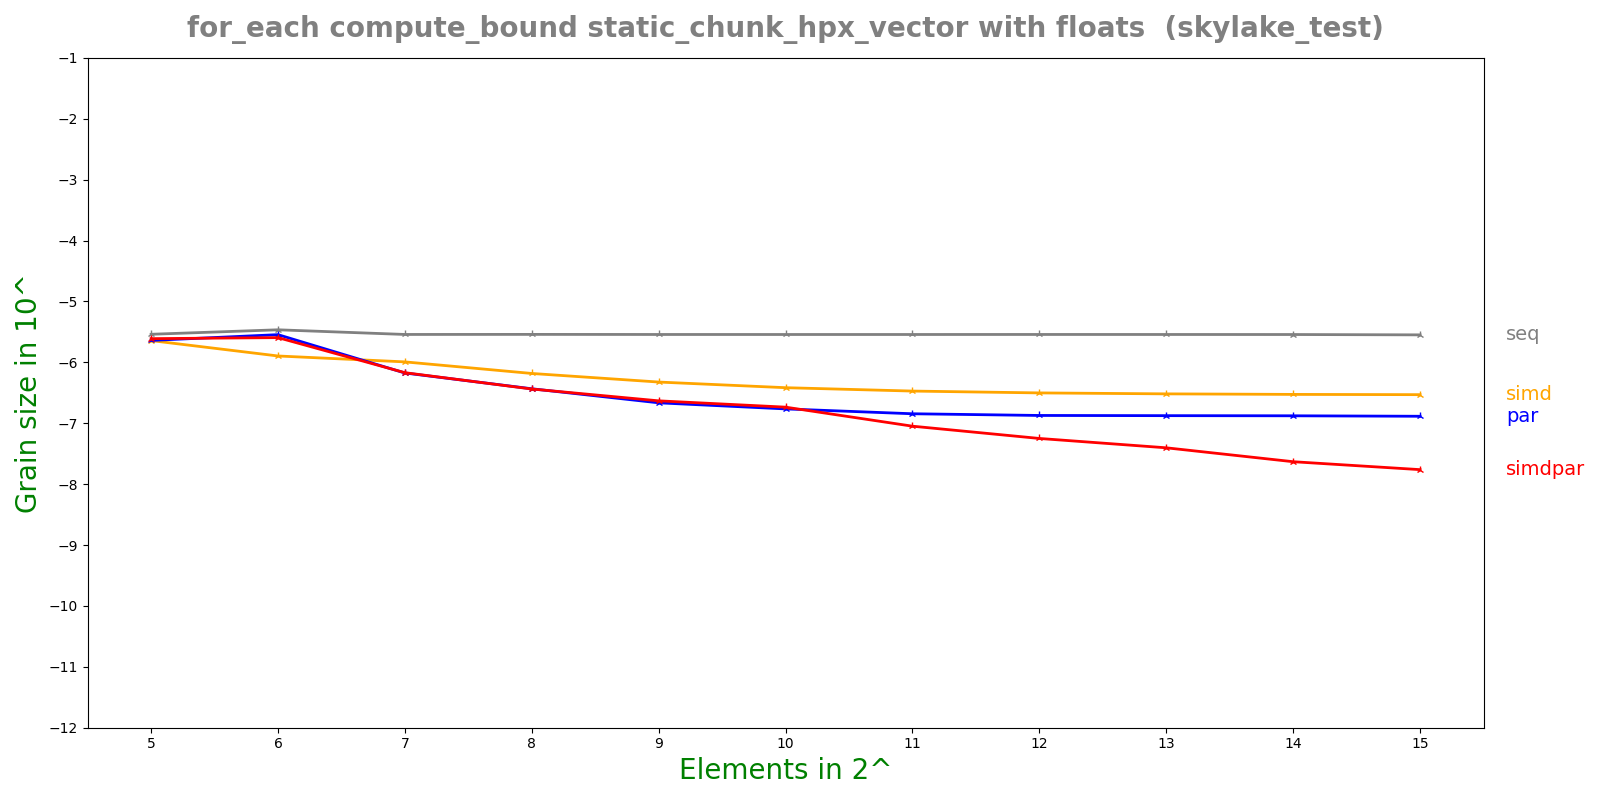 for_each compute_bound static_chunk_hpx_vector with floats  (skylake_test)
Grain size in 10^
−1
−2
−3
−4
−5
−6
−7
−8
−9
−10
−11
−12
seq
simd
par
simdpar
5 6 7 8 9 10 11 12 13 14 15
Elements in 2^